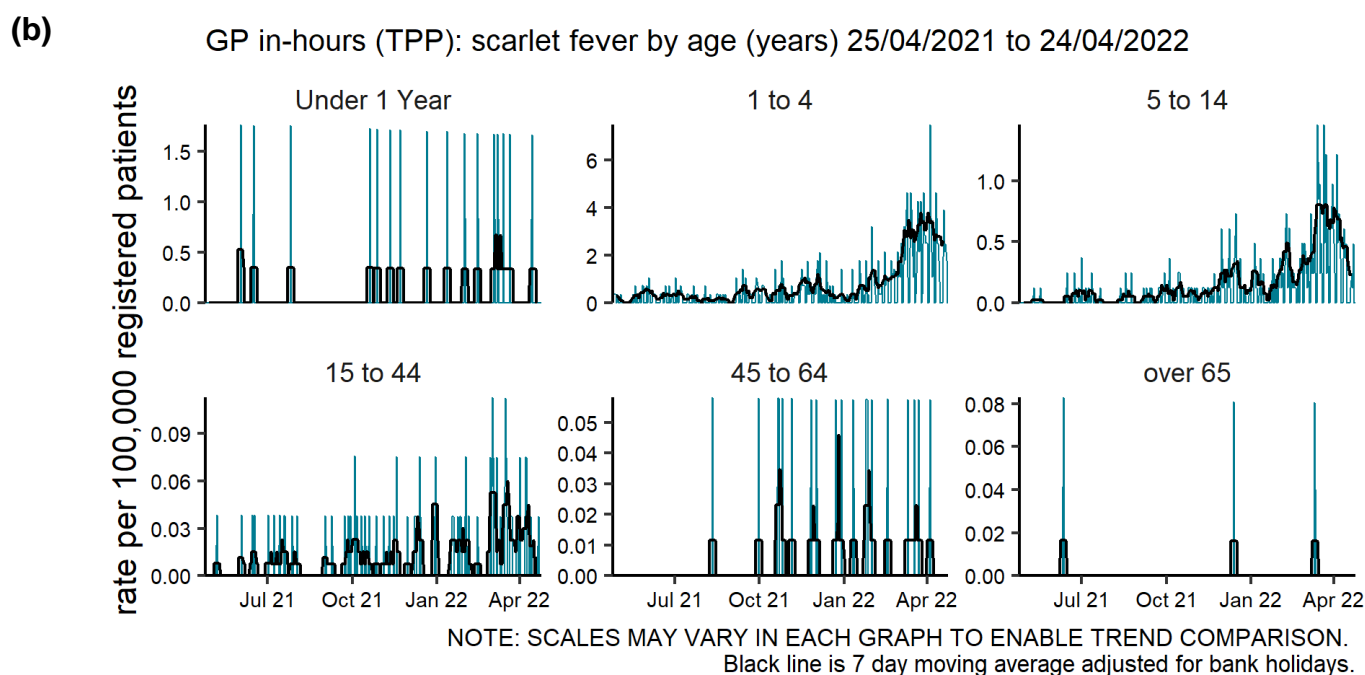 (b)
GP in-hours (TPP): scarlet fever by age (years) 25/04/2021 to 24/04/2022
rate per 100,000 registered patients
Under 1 Year
1.5
1.0
0.5
0.0
1 to 4
6
4
2
0
5 to 14
1.0
0.5
0.0
15 to 44
0.09
0.06
0.03
0.00
Jul 21 Oct 21 Jan 22 Apr 22
45 to 64
0.05
0.04
0.03
0.02
0.01
0.00
Jul 21 Oct 21 Jan 22 Apr 22
over 65
0.08
0.06
0.04
0.02
0.00
Jul 21 Oct 21 Jan 22 Apr 22
NOTE: SCALES MAY VARY IN EACH GRAPH TO ENABLE TREND COMPARISON.
Black line is 7 day moving average adjusted for bank holidays.